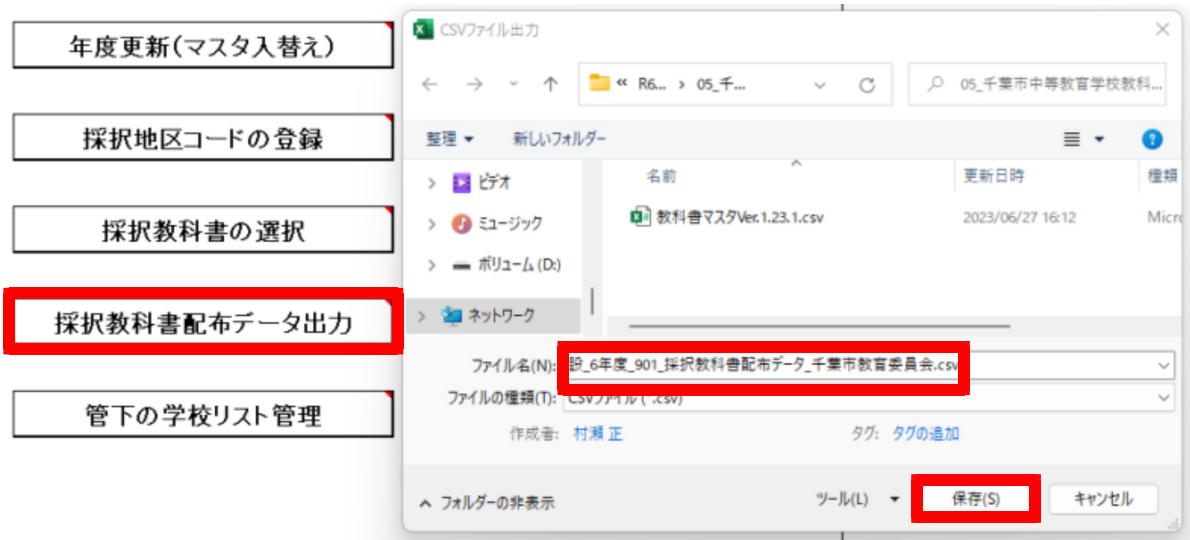 年度更新(マスタ入替え)
採択地区コードの登録
採択教科書の選択
採択教科書配布データ出力
管下の学校リスト管理
CSVファイル出力
« R6... › 05_千...
05_千葉市中等教育学校教科...
整理 新しいフォルダー
名前 更新日時 種類
ビデオ
教科書マスタVer.1.23.1.csv 2023/06/27 16:12 Micro
ミュージック
ボリューム (D:)
ネットワーク
ファイル名(N): 設_6年度_901_採択教科書配布データ_千葉市教育委員会.csv
ファイルの種類(T): CSVファイル (*.csv)
作成者: 村瀬 正 タグ: タグの追加
フォルダーの非表示 ツール(L) 保存(S) キャンセル